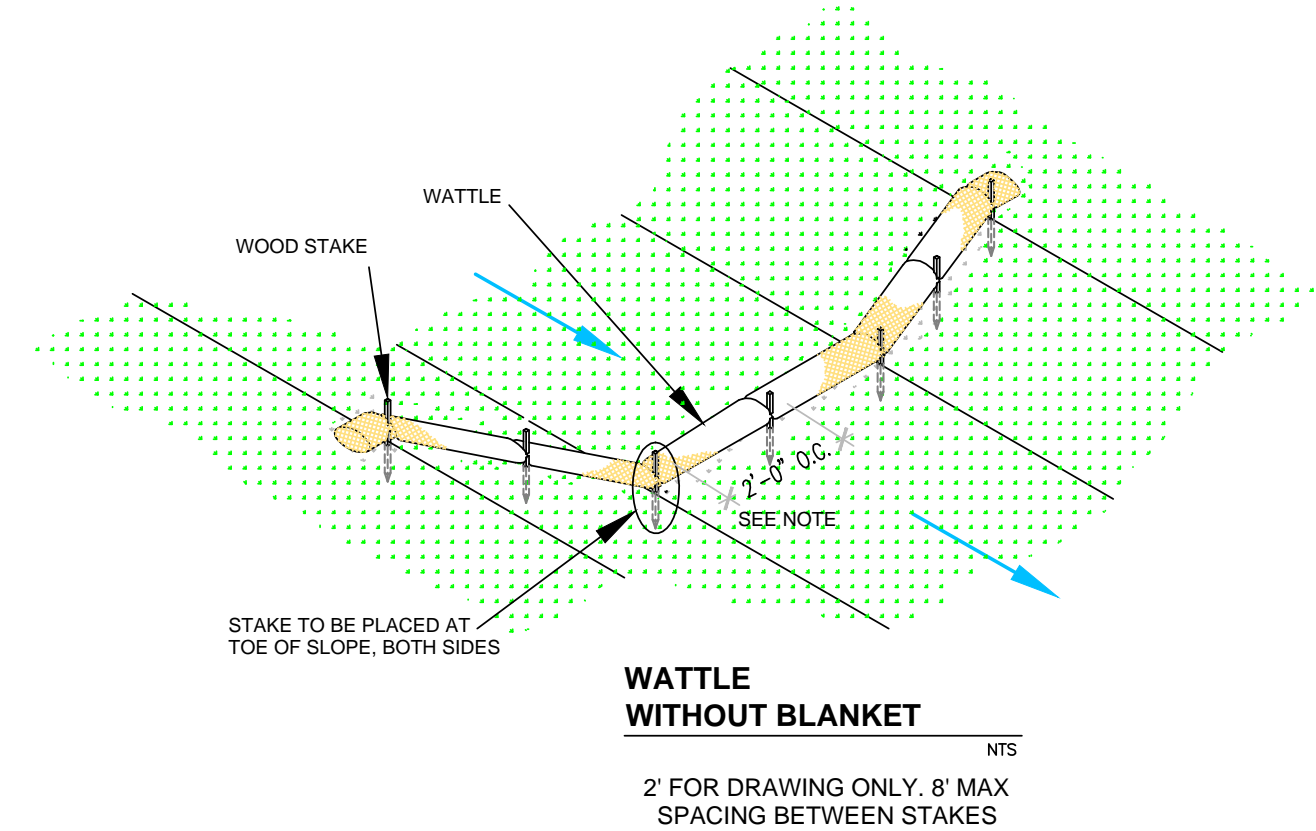 WATTLE
WOOD STAKE
2'-0" O.C.
SEE NOTE
STAKE TO BE PLACED AT
TOE OF SLOPE, BOTH SIDES
WATTLE
WITHOUT BLANKET
NTS
2' FOR DRAWING ONLY. 8' MAX
SPACING BETWEEN STAKES